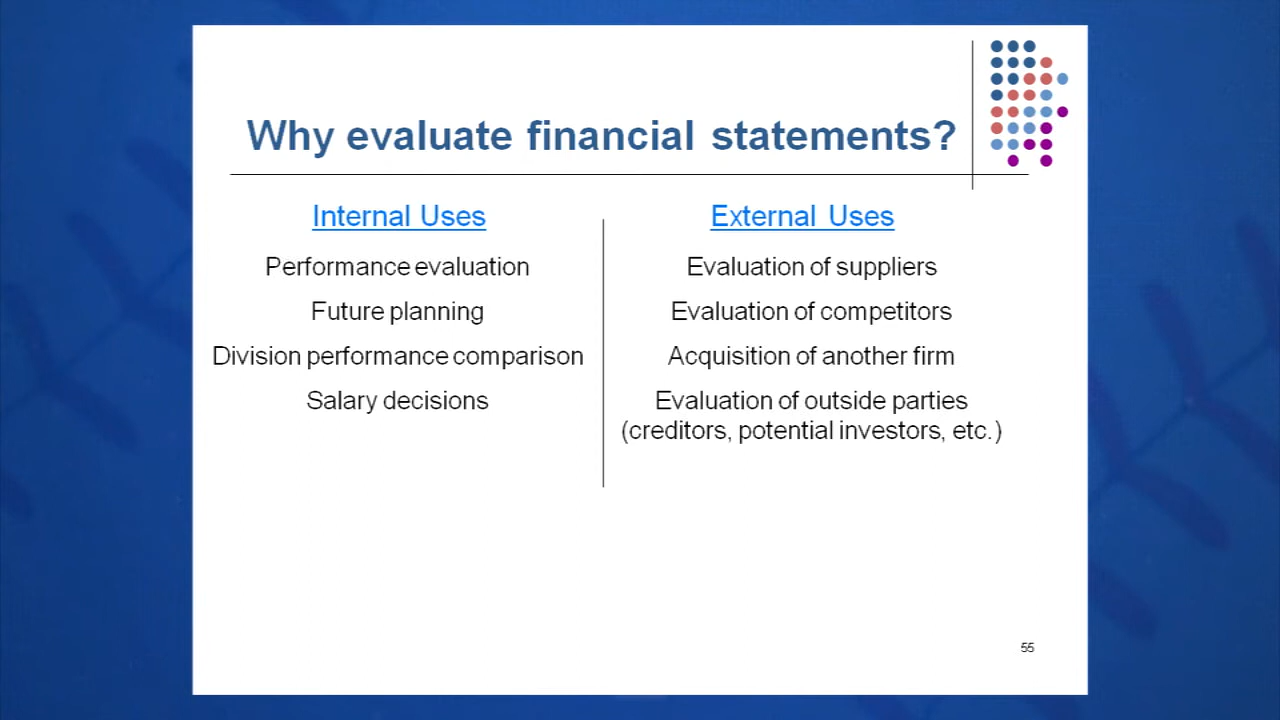 Why evaluate financial statements?
Internal Uses
Performance evaluation
Future planning
Division performance comparison
Salary decisions
External Uses
Evaluation of suppliers
Evaluation of competitors
Acquisition of another firm
Evaluation of outside parties
(creditors, potential investors, etc.)
55